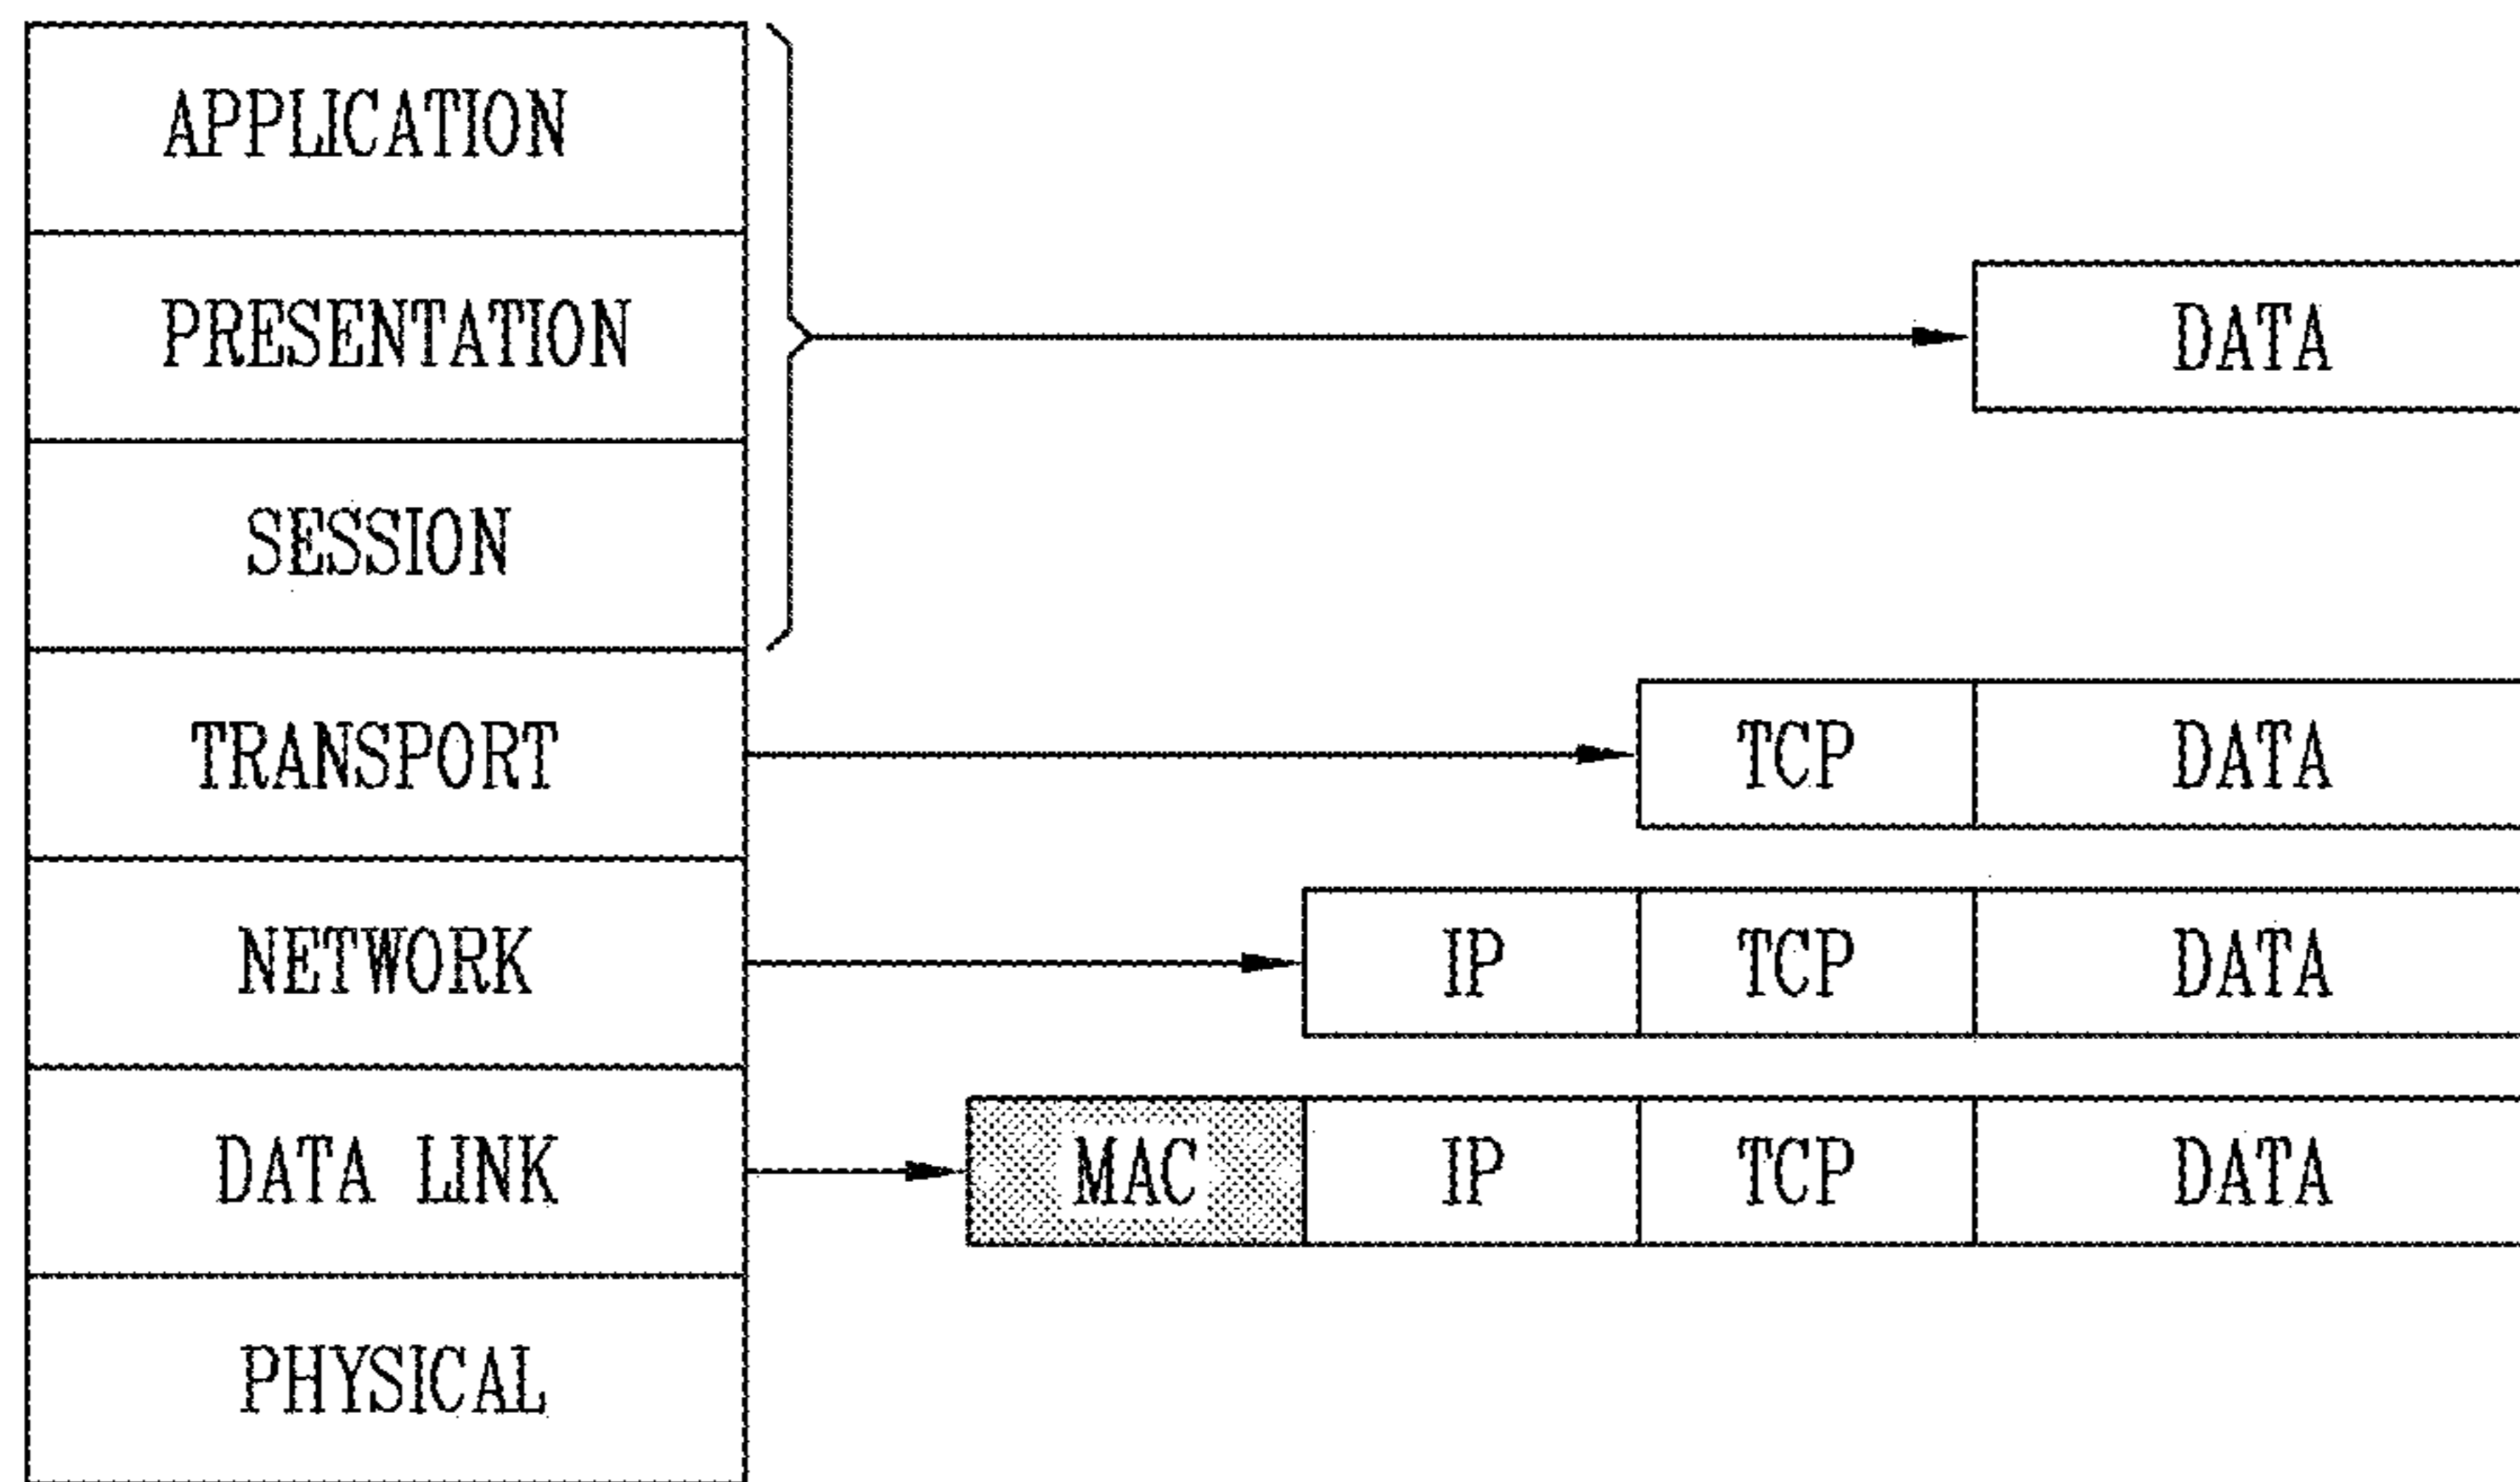 APPLICATION
PRESENTATION
DATA
SESSION
TRANSPORT
TCP DATA
NETWORK
IP TCP DATA
DATA LINK
MAC IP TCP DATA
PHYSICAL